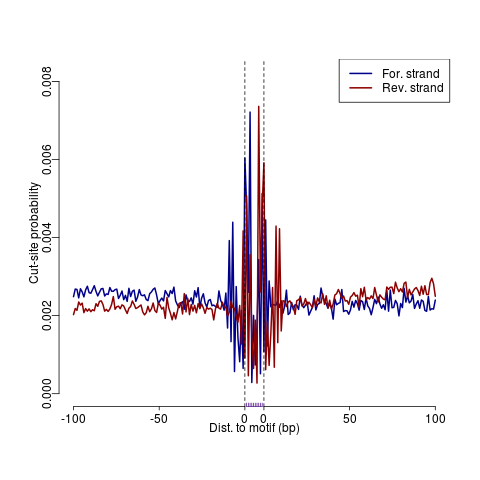 For. strand
Rev. strand
Cut-site probability
0.008
0.006
0.004
0.002
0.000
-100 -50 0 0 50 100
Dist. to motif (bp)